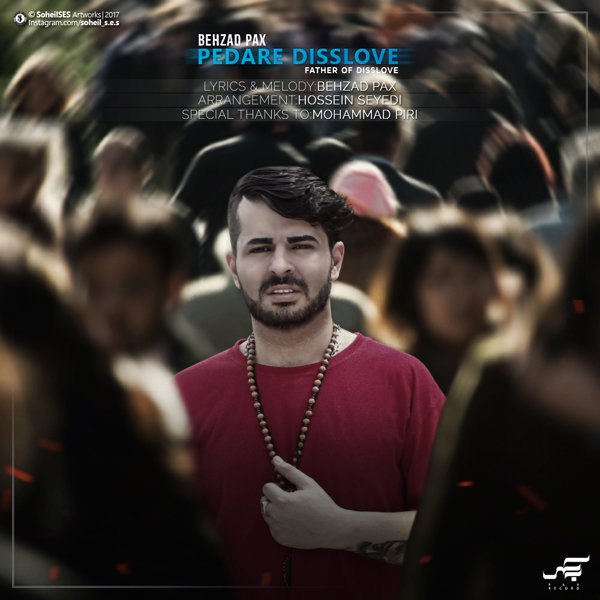 © SoheilSES Artworks | 2017
Instagram.com/soheil_s.e.s
BEHZAD PAX
PEDARE DISSLOVE
FATHER OF DISSLOVE
LYRICS & MELODY:BEHZAD PAX
ARRANGEMENT:HOSSEIN SEYEDI
SPECIAL THANKS TO:MOHAMMAD PIRI
RECORD